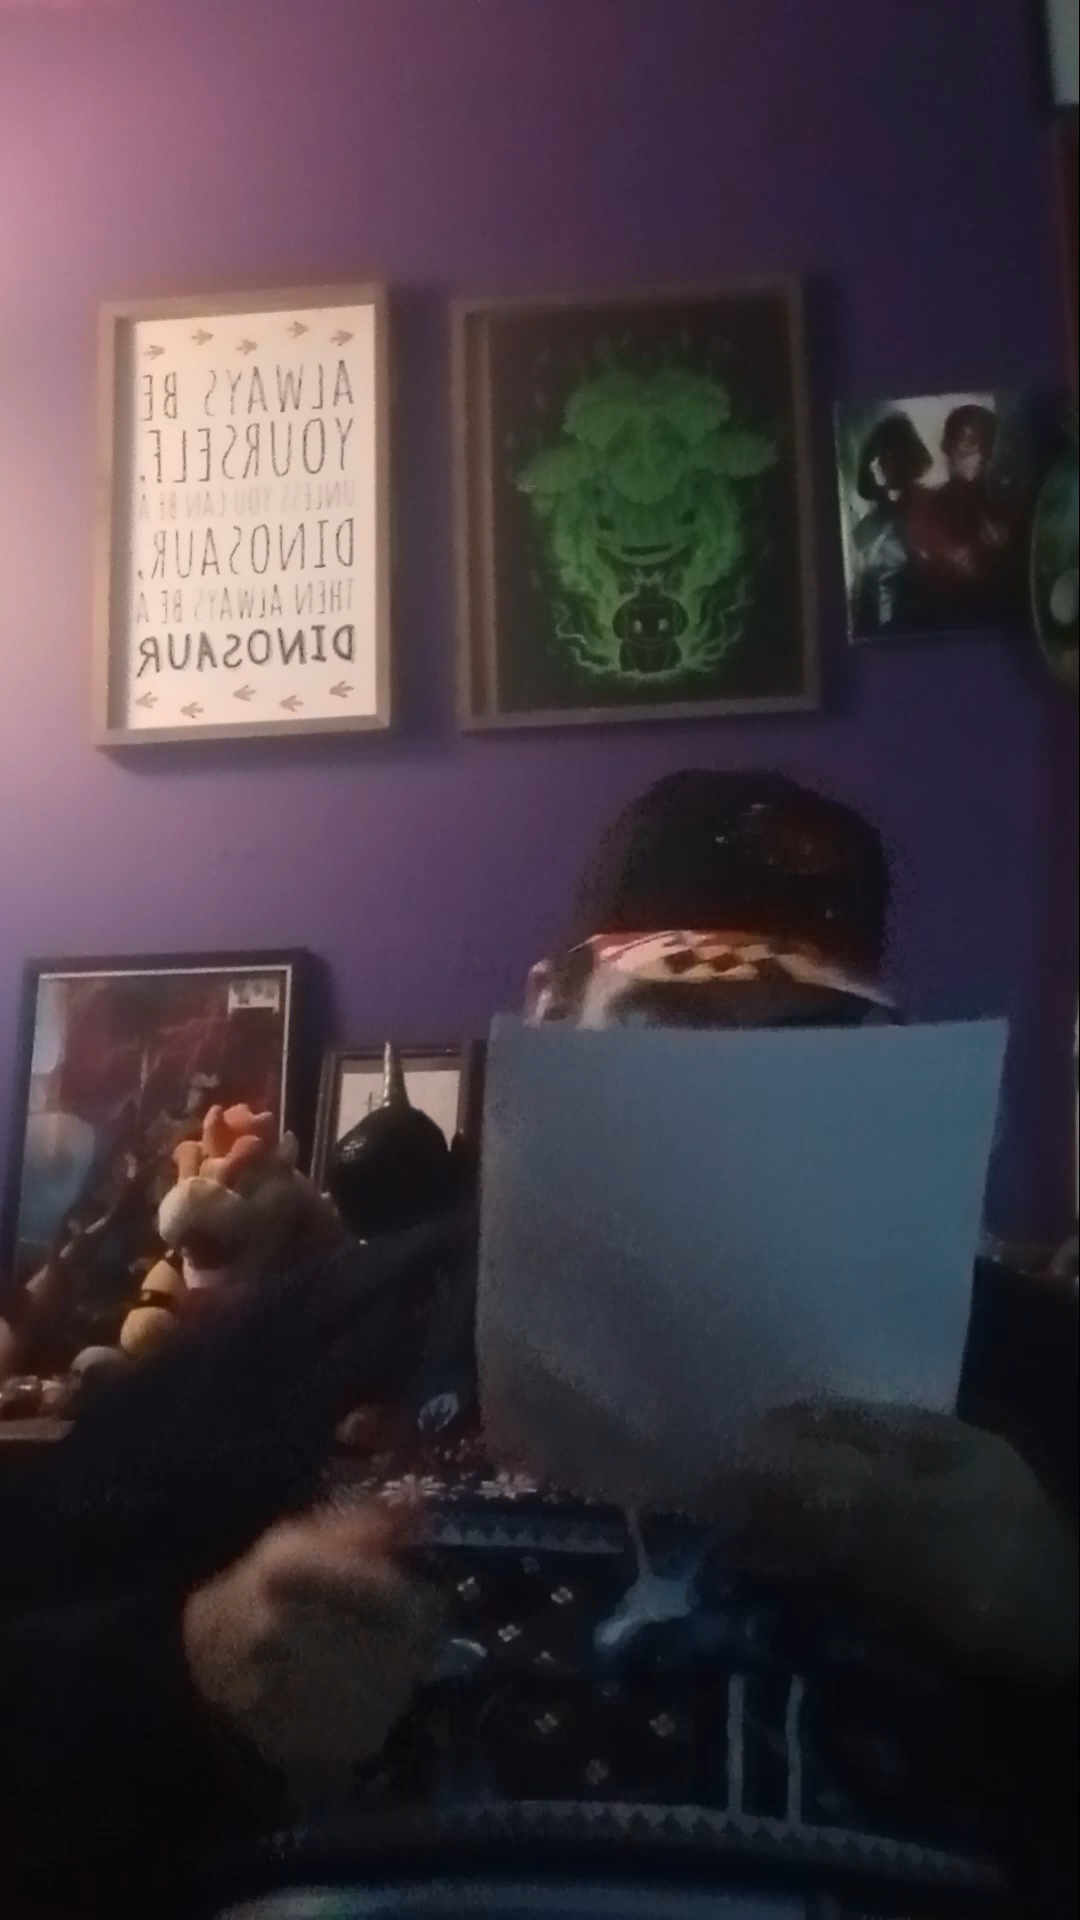 ALWAYS BE
YOURSELF,
UNLESS YOU CAN BE A
DINOSAUR,
THEN ALWAYS BE A
DINOSAUR